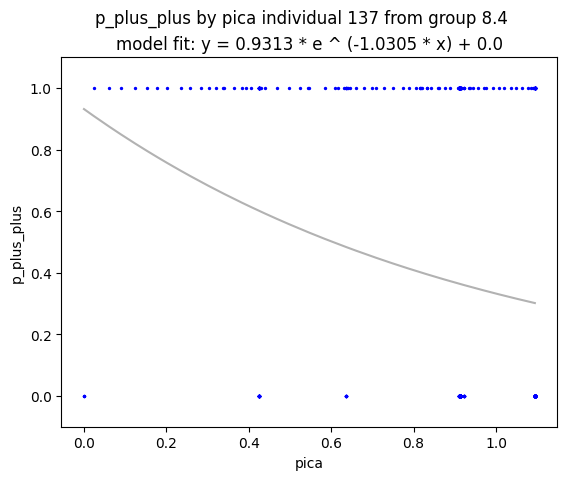 p_plus_plus by pica individual 137 from group 8.4
model fit: y = 0.9313 * e ^ (-1.0305 * x) + 0.0
1.0
0.8
0.6
0.4
0.2
0.0
p_plus_plus
0.0 0.2 0.4 0.6 0.8 1.0
pica